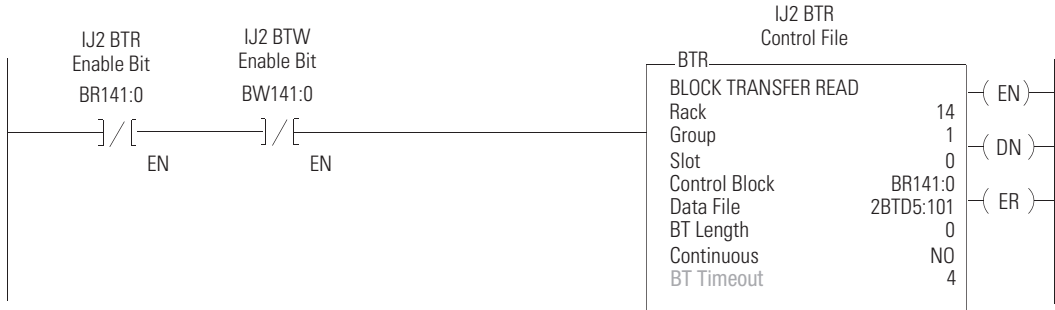 IJ2 BTR
Enable Bit
BR141:0
EN
IJ2 BTW
Enable Bit
BW141:0
EN
IJ2 BTR
Control File
BTR
BLOCK TRANSFER READ
Rack 14
Group 1
Slot 0
Control Block BR141:0
Data File 2BTD5:101
BT Length 0
Continuous NO
BT Timeout 4
EN
DN
ER